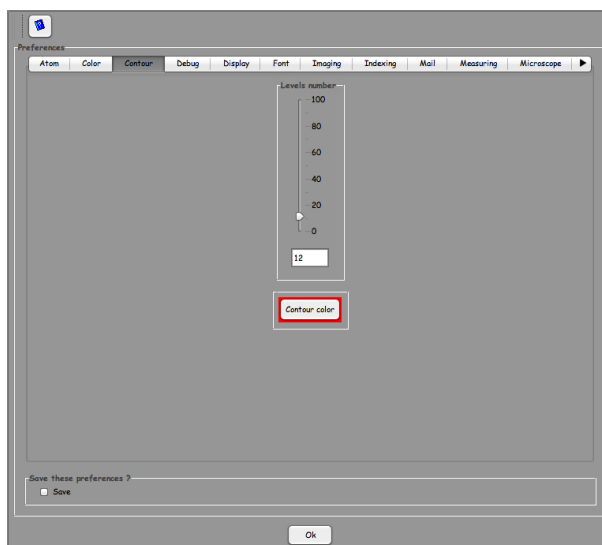 Preferences
Atom Color Contour Debug Display Font Imaging Indexing Mail Measuring Microscope
Levels number
100
80
60
40
20
0
12
Contour color
Save these preferences ?
Save
Ok